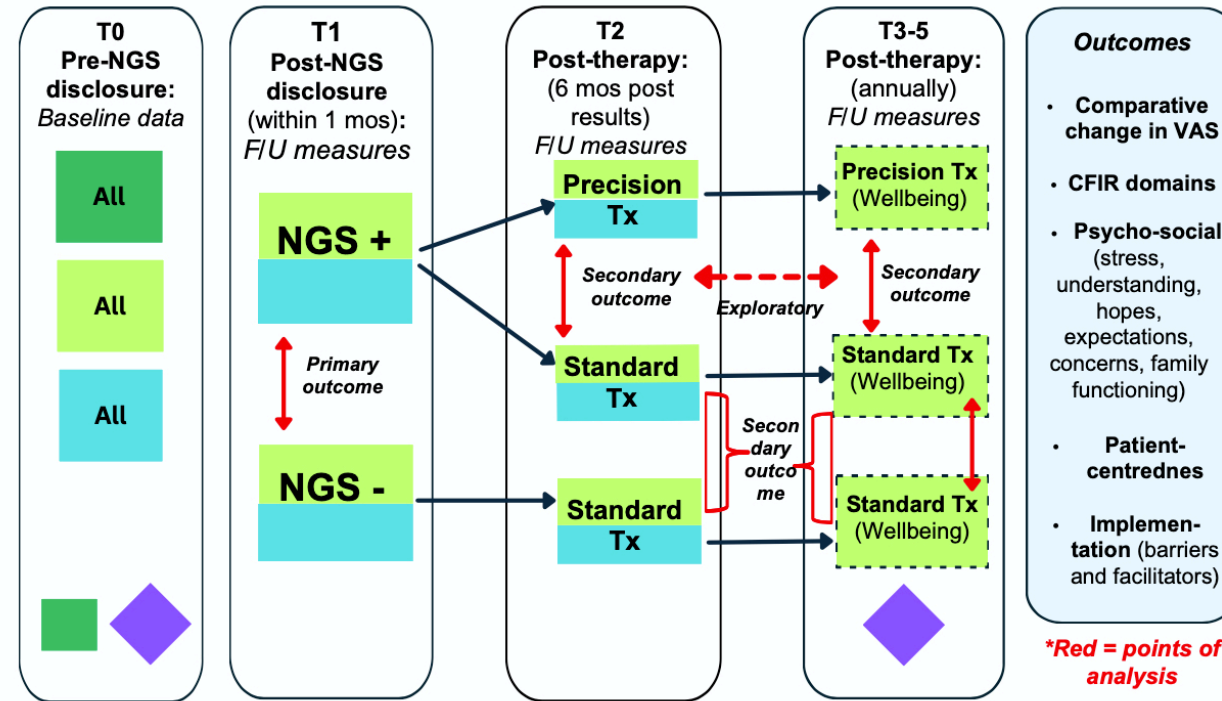 T0
Pre-NGS
disclosure:
Baseline data
All
All
All
T1
Post-NGS
disclosure
(within 1 mos):
F/U measures
NGS +
Primary
outcome
NGS -
T2
Post-therapy:
(6 mos post
results)
F/U measures
Precision
Tx
Secondary
outcome
Exploratory
Standard
Tx
Secon
dary
outco
me
Standard
Tx
T3-5
Post-therapy:
(annually)
F/U measures
Precision Tx
(Wellbeing)
Secondary
outcome
Standard Tx
(Wellbeing)
Standard Tx
(Wellbeing)
Outcomes
• Comparative
change in VAS
• CFIR domains
• Psycho-social
(stress,
understanding,
hopes,
expectations,
concerns, family
functioning)
• Patient-
centrednes
• Implemen-
tation (barriers
and facilitators)
*Red = points of
analysis